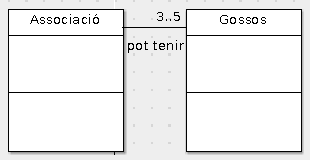 Associació
3..5
Gossos
pot tenir